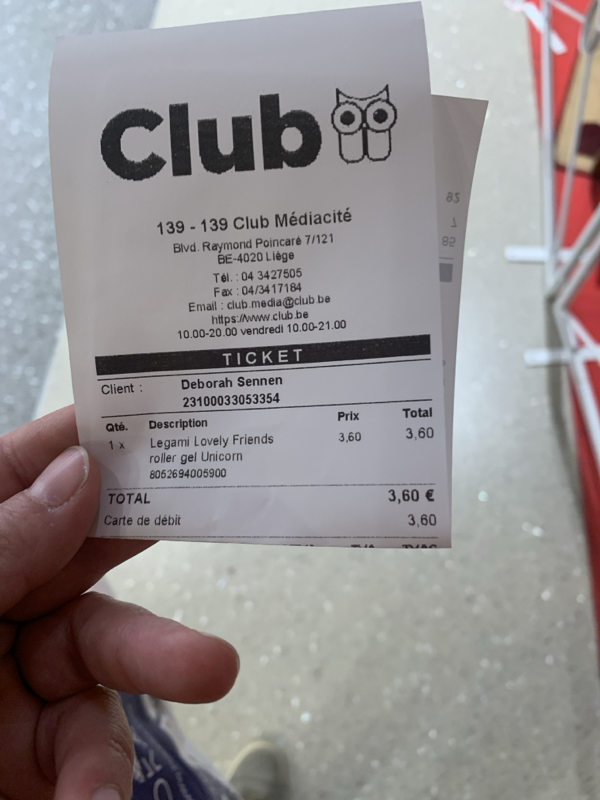 Club
139 - 139 Club Médiacité
Blvd. Raymond Poincaré 7/121
BE-4020 Liège
Tél. : 04 3427505
Fax : 04/3417184
Email : club.media@club.be
https://www.club.be
10.00-20.00 vendredi 10.00-21.00
TICKET
Client : Deborah Sennen
23100033053354
Qté. Description Prix Total
1 x Legami Lovely Friends 3,60 3,60
roller gel Unicorn
8052694005900
TOTAL 3,60 €
Carte de débit 3,60